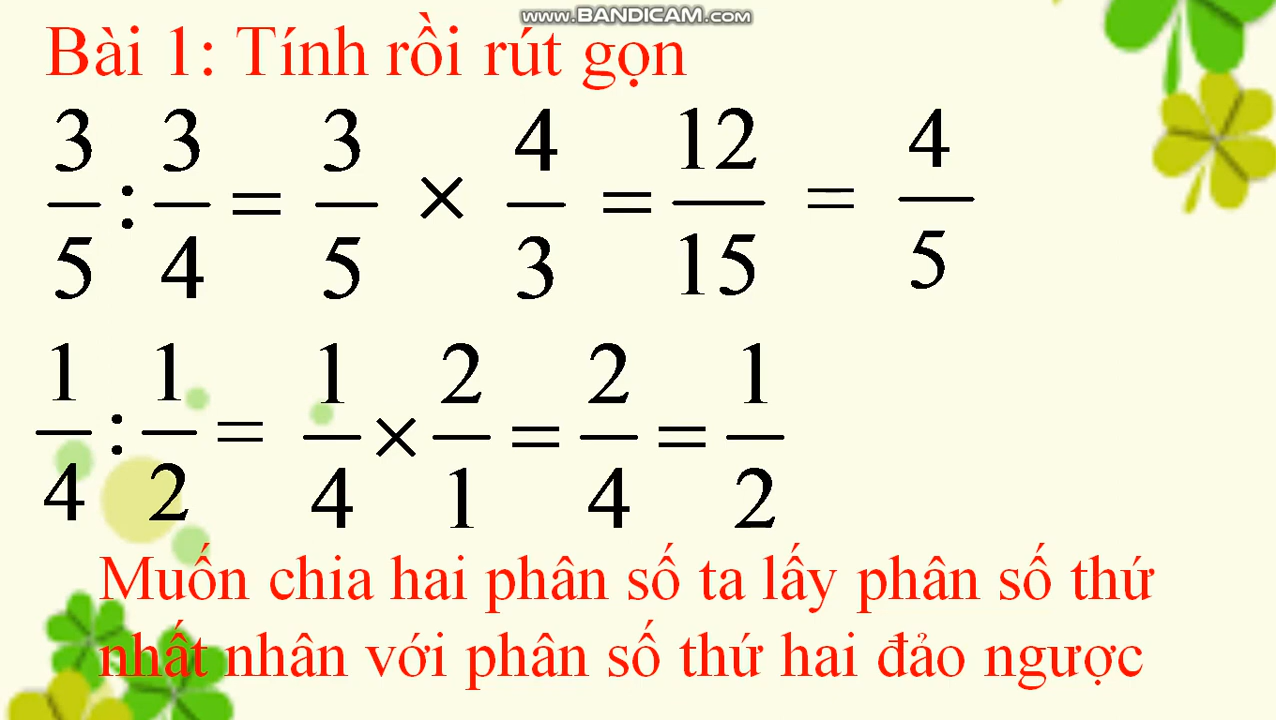 www.BANDICAM.com
Bài 1: Tính rồi rút gọn
3/5 : 3/4 = 3/5 × 4/3 = 12/15 = 4/5
1/4 : 1/2 = 1/4 × 2/1 = 2/4 = 1/2
Muốn chia hai phân số ta lấy phân số thứ
nhất nhân với phân số thứ hai đảo ngược